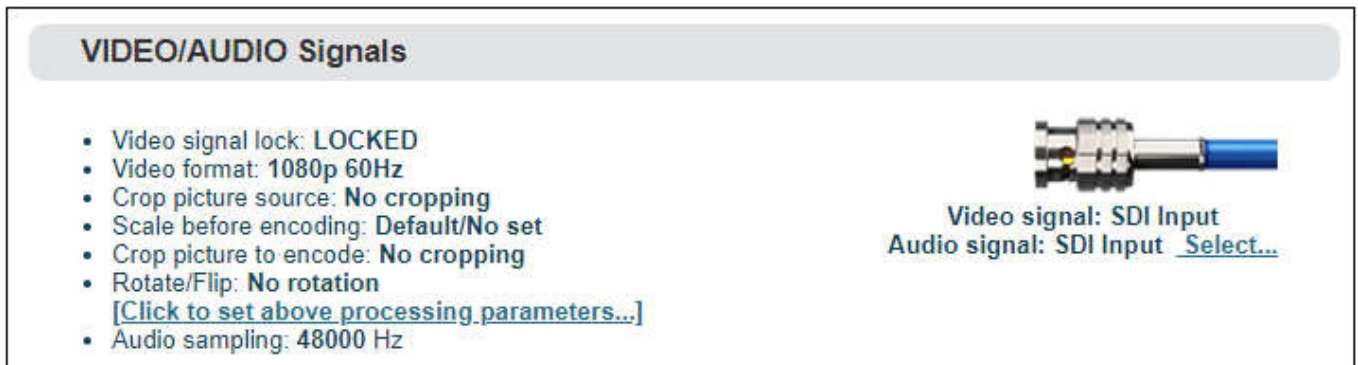 VIDEO/AUDIO Signals
• Video signal lock: LOCKED
• Video format: 1080p 60Hz
• Crop picture source: No cropping
• Scale before encoding: Default/No set
• Crop picture to encode: No cropping
• Rotate/Flip: No rotation
[Click to set above processing parameters...]
• Audio sampling: 48000 Hz
Video signal: SDI Input
Audio signal: SDI Input Select...